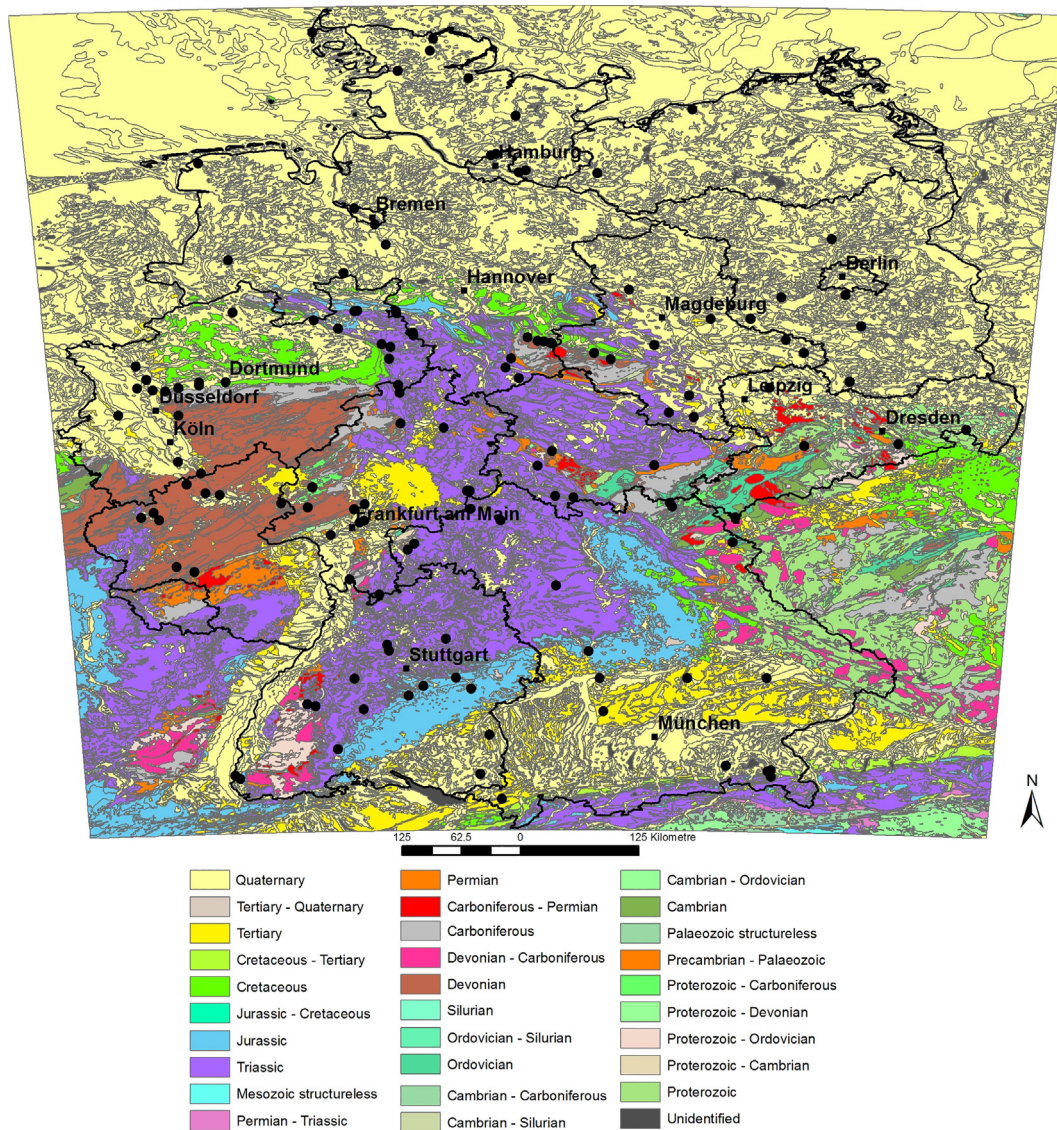 Hamburg
Bremen
Berlin
Hannover
Magdeburg
Dortmund
Leipzig
Düsseldorf
Dresden
Köln
Frankfurt am Main
Stuttgart
München
N
125 62.5 0 125 Kilometre
Quaternary
Tertiary - Quaternary
Tertiary
Cretaceous - Tertiary
Cretaceous
Jurassic - Cretaceous
Jurassic
Triassic
Mesozoic structureless
Permian - Triassic
Permian
Carboniferous - Permian
Carboniferous
Devonian - Carboniferous
Devonian
Silurian
Ordovician - Silurian
Ordovician
Cambrian - Carboniferous
Cambrian - Silurian
Cambrian - Ordovician
Cambrian
Palaeozoic structureless
Precambrian - Palaeozoic
Proterozoic - Carboniferous
Proterozoic - Devonian
Proterozoic - Ordovician
Proterozoic - Cambrian
Proterozoic
Unidentified